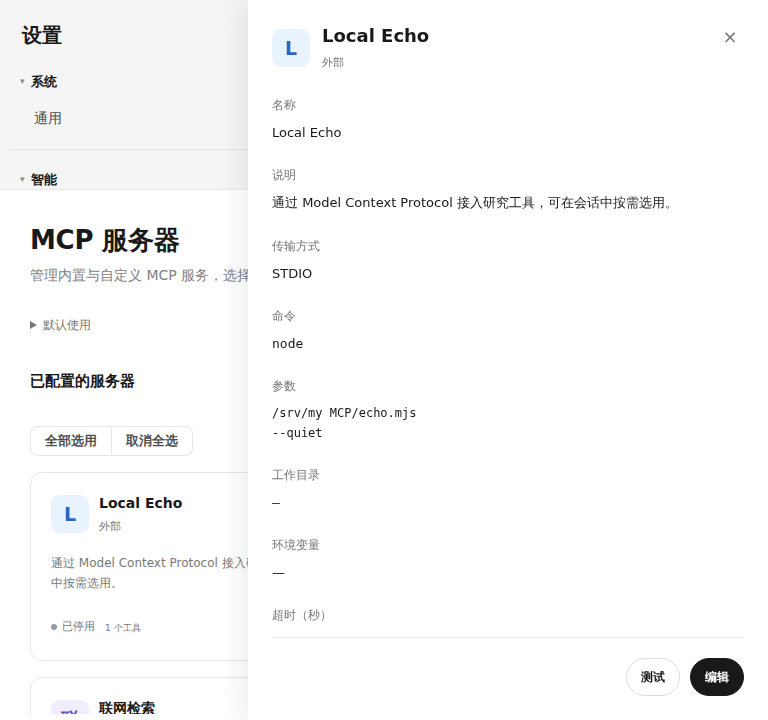 设置
系统
通用
智能
MCP 服务器
管理内置与自定义 MCP 服务，选择
默认使用
已配置的服务器
全部选用
取消全选
L
Local Echo
外部
通过 Model Context Protocol 接入
中按需选用。
已停用
1 个工具
联网检索
L
Local Echo
外部
×
名称
Local Echo
说明
通过 Model Context Protocol 接入研究工具，可在会话中按需选用。
传输方式
STDIO
命令
node
参数
/srv/my MCP/echo.mjs
--quiet
工作目录
—
环境变量
—
超时（秒）
测试
编辑